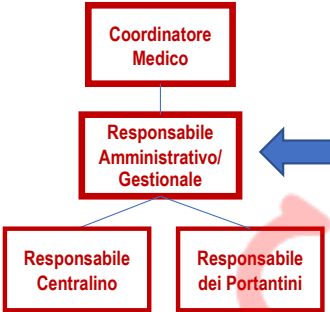 Coordinatore
Medico
Responsabile
Amministrativo/
Gestionale
Responsabile
Centralino
Responsabile
dei Portantini